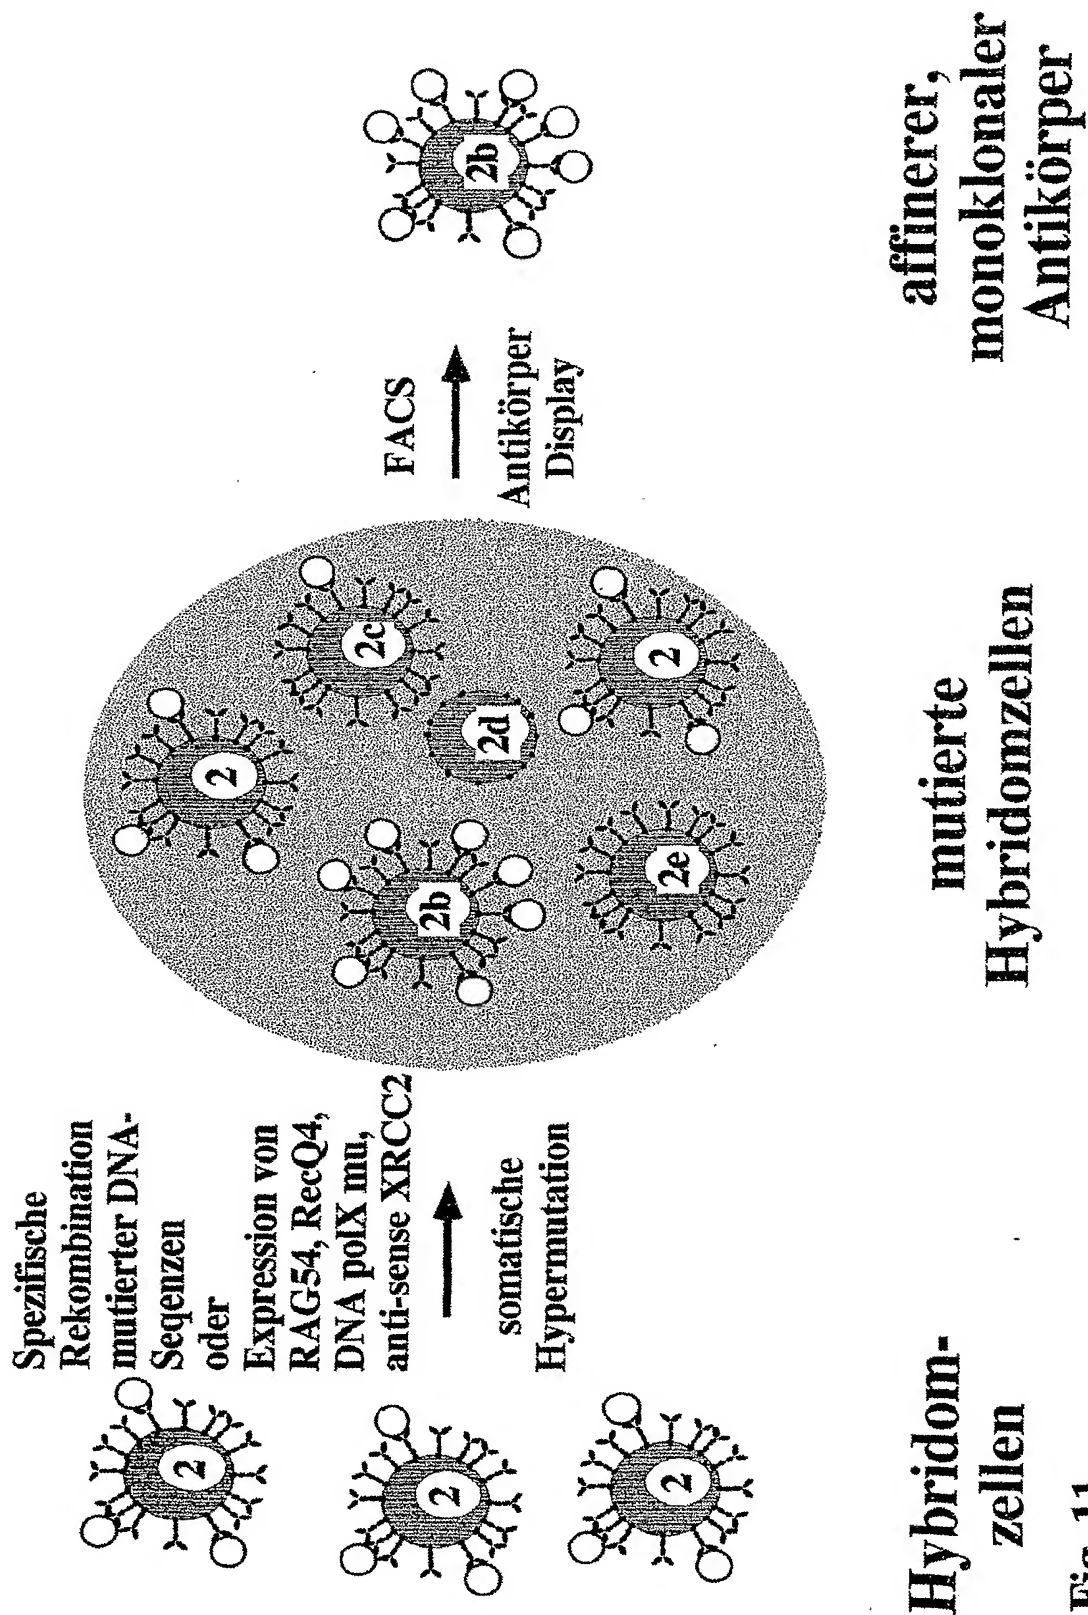 Spezifische
Rekombination
mutierter DNA-
Seqenzen
oder
Expression von
RAG54, RecQ4,
DNA polX mu,
anti-sense XRCC2
somatische
Hypermutation
2
2
2
2
2c
2b
2d
2e
2
FACS
Antikörper
Display
2b
Hybridom-
zellen
mutierte
Hybridomzellen
affinerer,
monoklonaler
Antikörper
Fig. 11